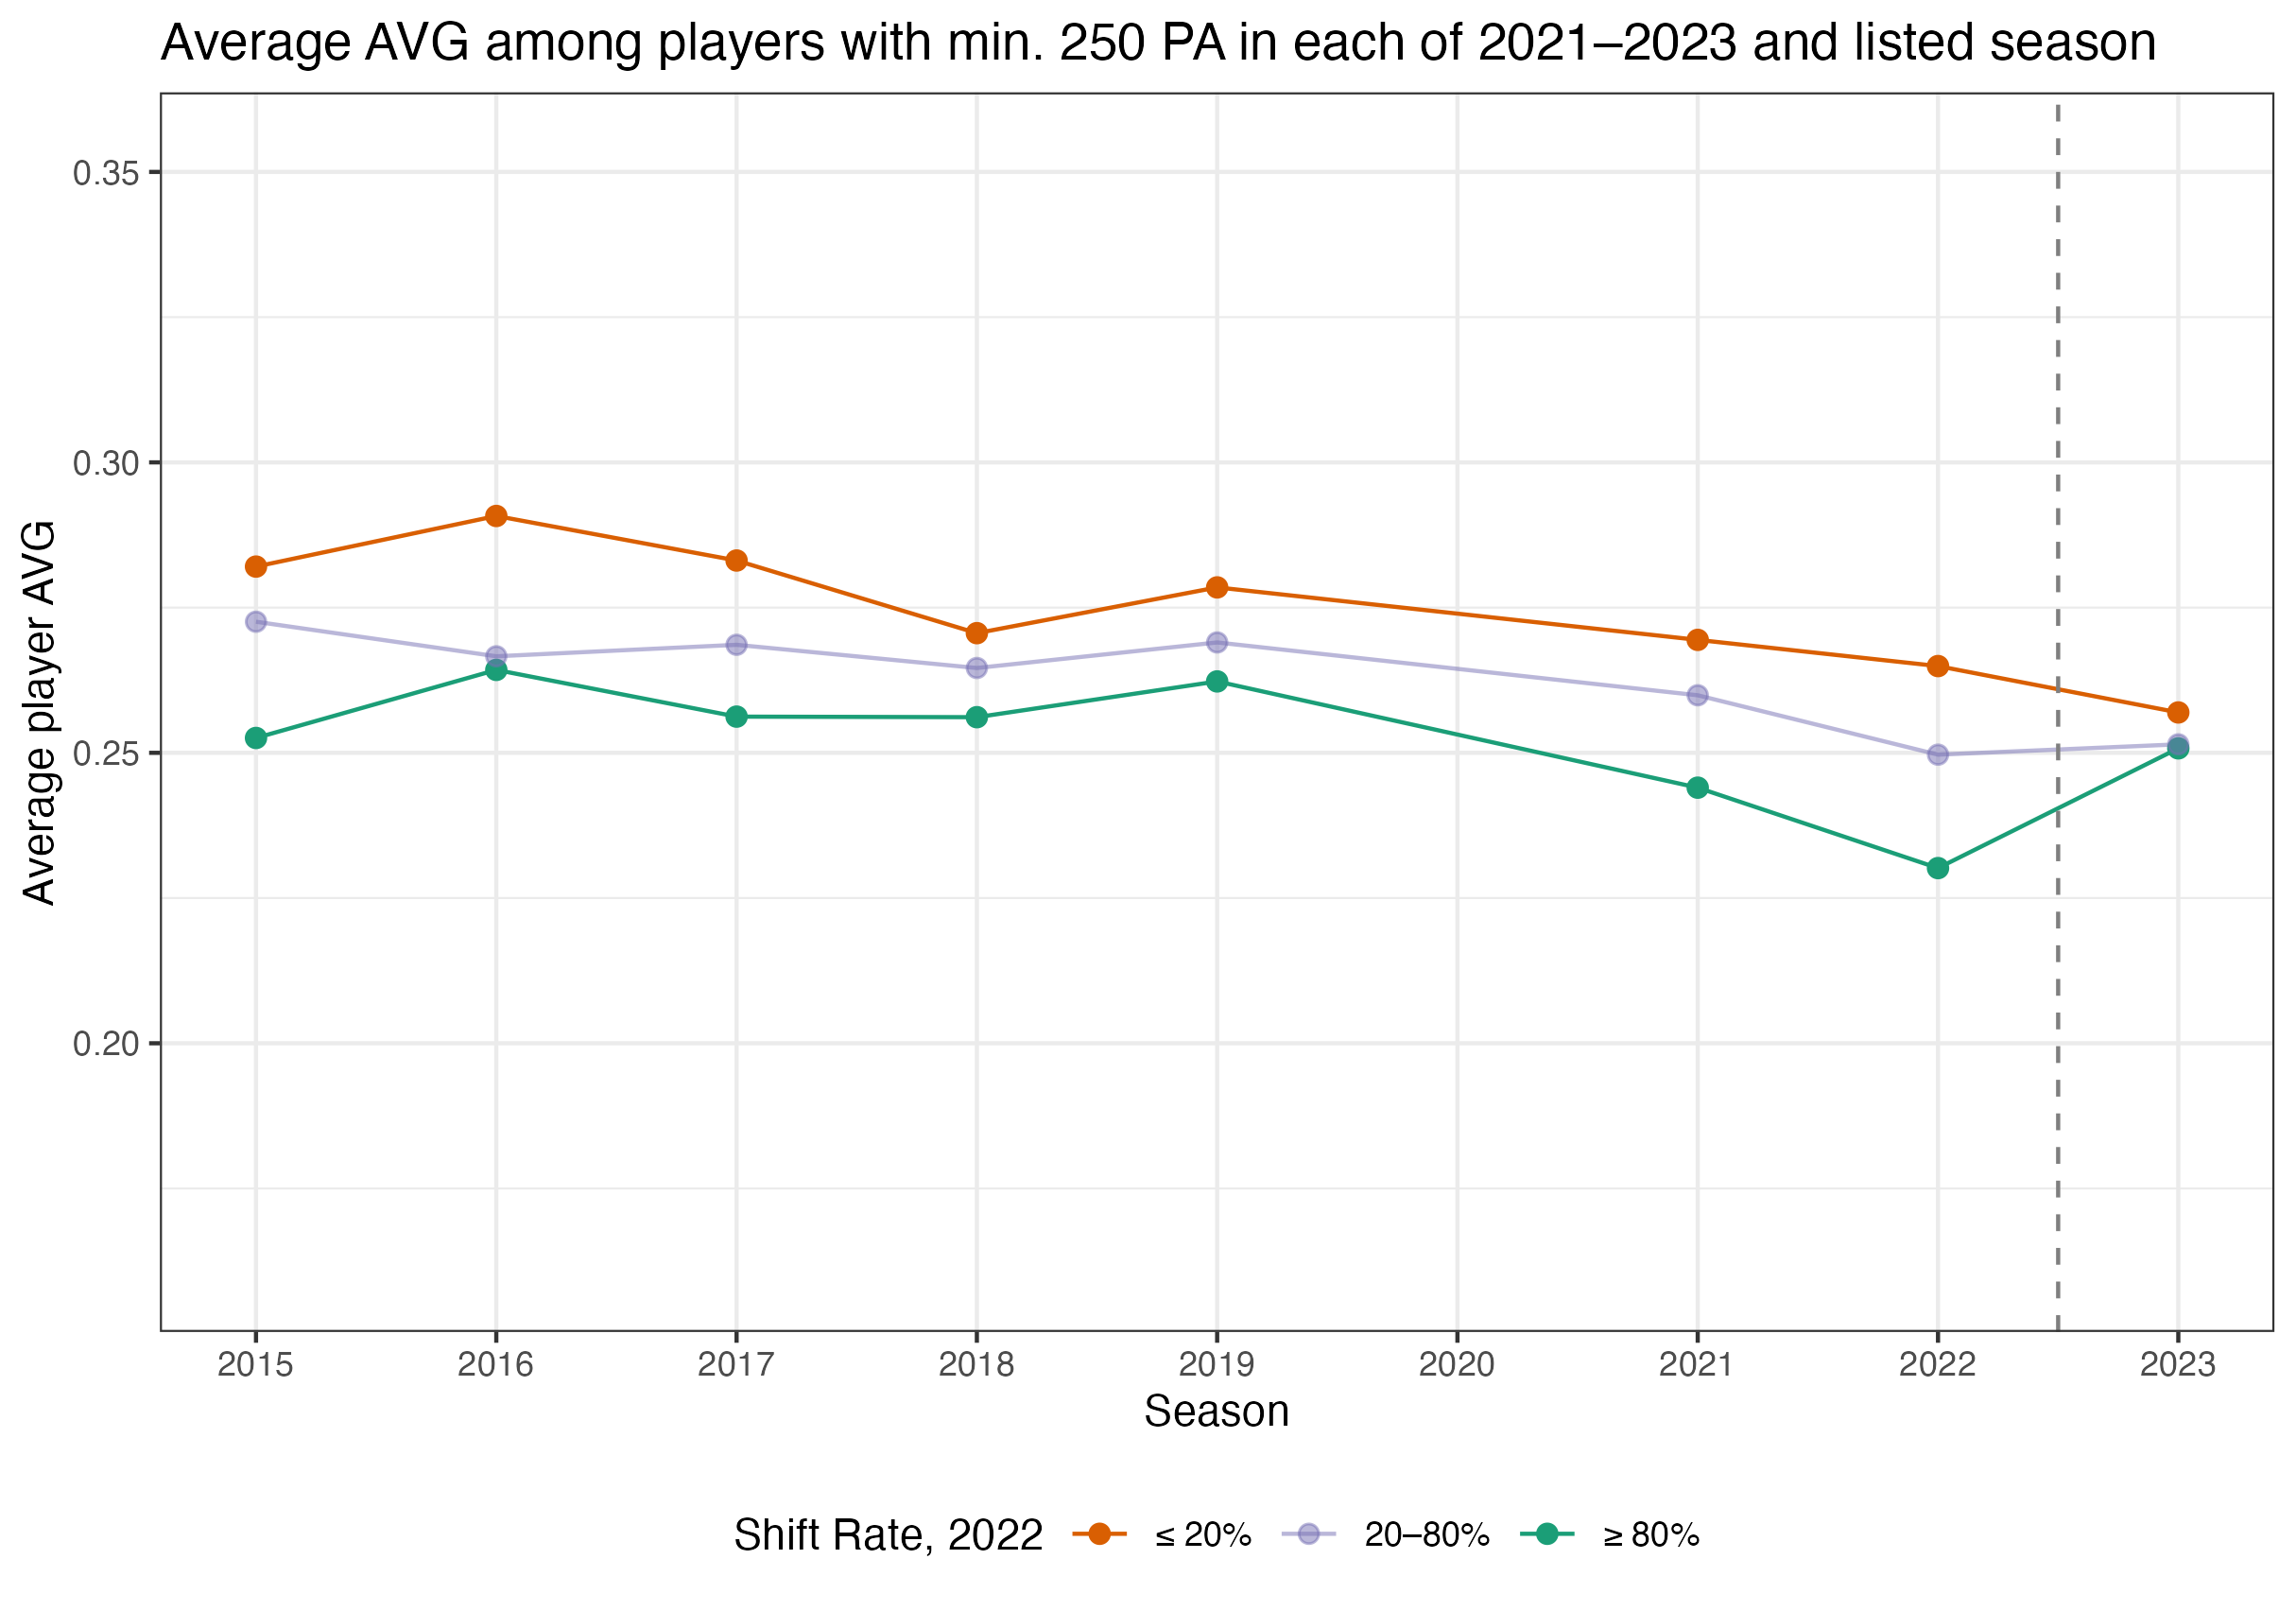 Average AVG among players with min. 250 PA in each of 2021–2023 and listed season
Average player AVG
0.35
0.30
0.25
0.20
2015 2016 2017 2018 2019 2020 2021 2022 2023
Season
Shift Rate, 2022 ≤ 20% 20–80% ≥ 80%